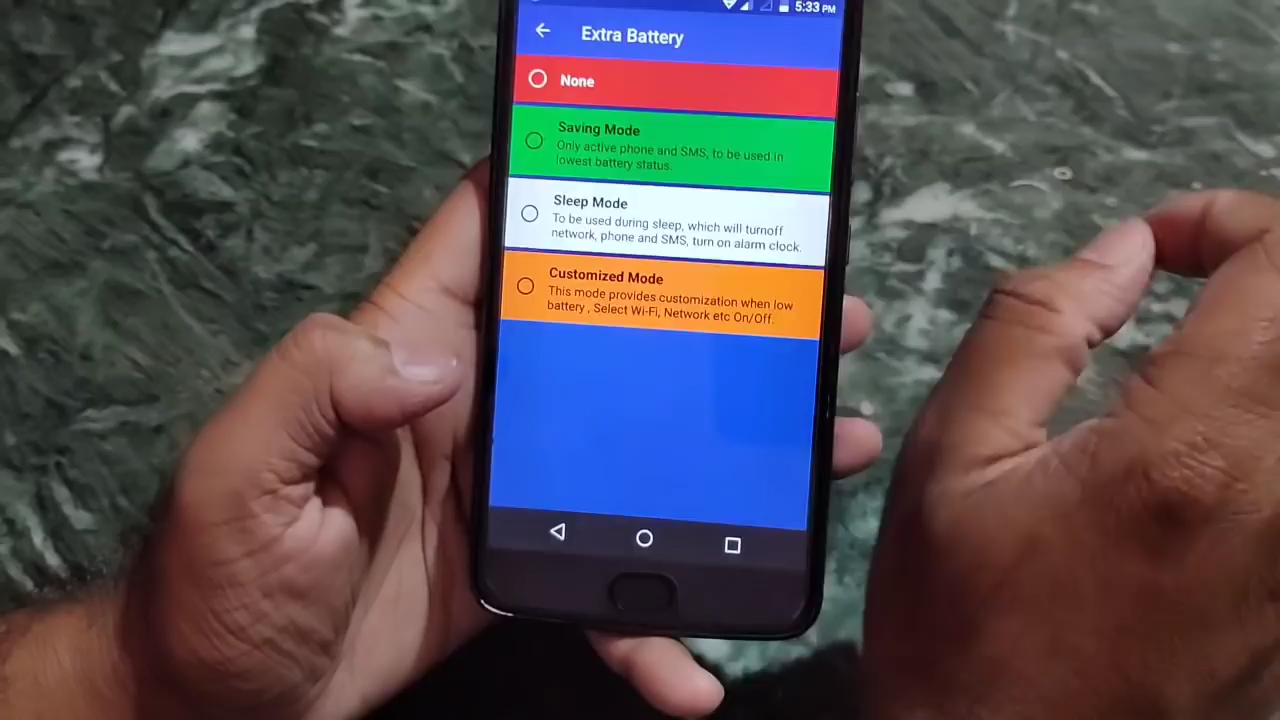 5:33 PM
Extra Battery
None
Saving Mode
Only active phone and SMS, to be used in
lowest battery status.
Sleep Mode
To be used during sleep, which will turnoff
network, phone and SMS, turn on alarm clock.
Customized Mode
This mode provides customization when low
battery , Select Wi-Fi, Network etc On/Off.